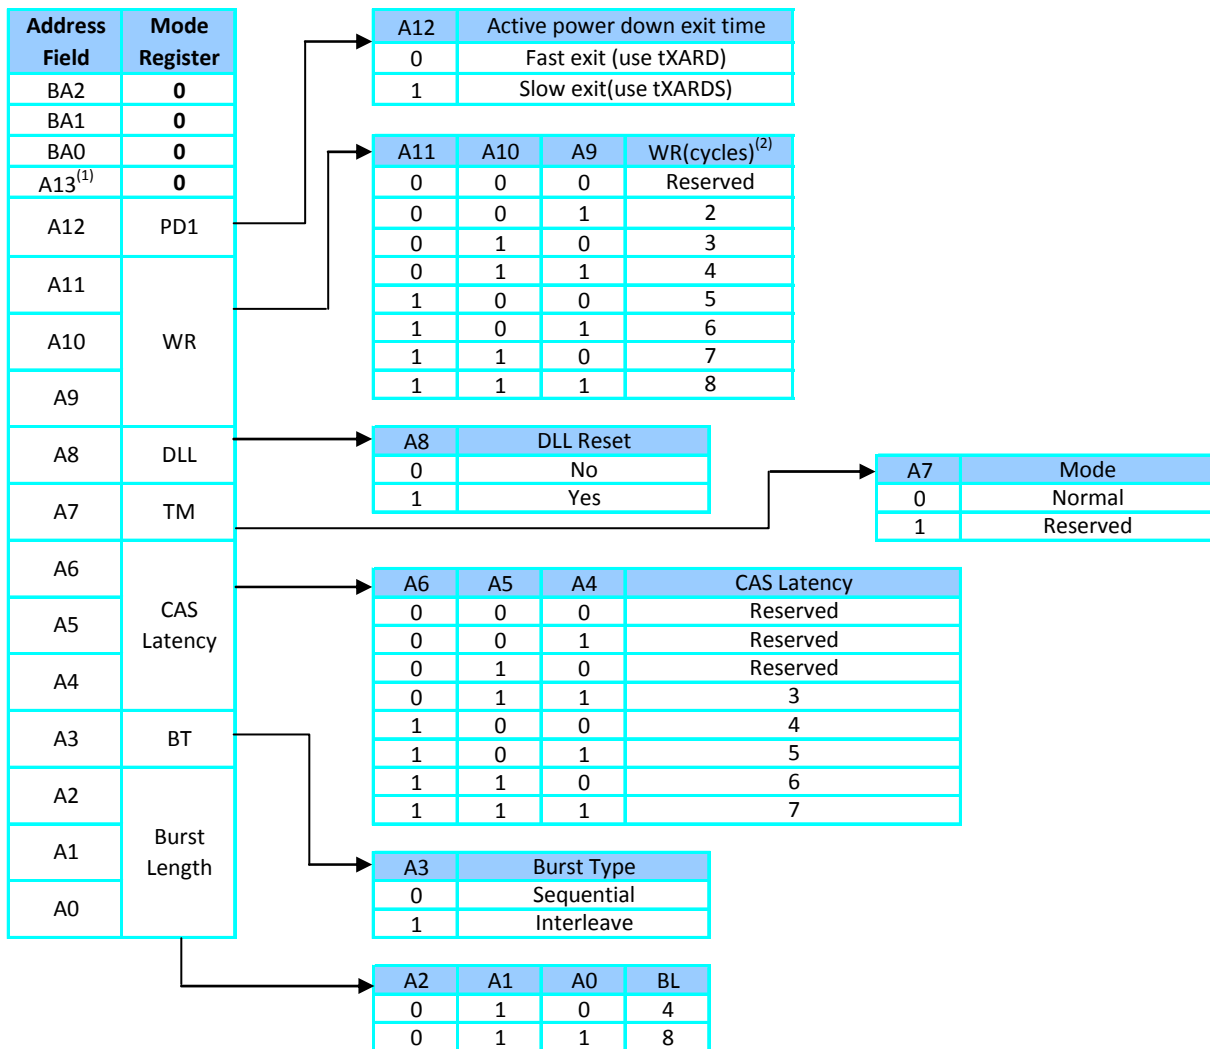 Address Field Mode Register
BA2 0
BA1 0
BA0 0
A13(1) 0
A12 PD1
A11
A10 WR
A9
A8 DLL
A7 TM
A6
A5 CAS Latency
A4
A3 BT
A2
A1 Burst Length
A0
A12 Active power down exit time
0 Fast exit (use tXARD)
1 Slow exit(use tXARDS)
A11 A10 A9 WR(cycles)(2)
0 0 0 Reserved
0 0 1 2
0 1 0 3
0 1 1 4
1 0 0 5
1 0 1 6
1 1 0 7
1 1 1 8
A8 DLL Reset
0 No
1 Yes
A7 Mode
0 Normal
1 Reserved
A6 A5 A4 CAS Latency
0 0 0 Reserved
0 0 1 Reserved
0 1 0 Reserved
0 1 1 3
1 0 0 4
1 0 1 5
1 1 0 6
1 1 1 7
A3 Burst Type
0 Sequential
1 Interleave
A2 A1 A0 BL
0 1 0 4
0 1 1 8